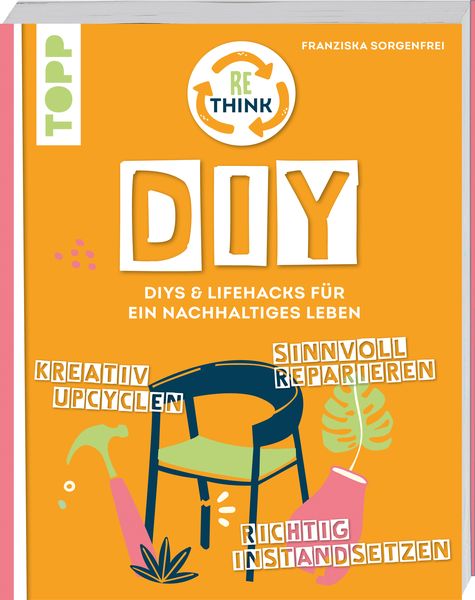 FRANZISKA SORGENFREI
TOPP
RE
THINK
DIY
DIYS & LIFEHACKS FÜR
EIN NACHHALTIGES LEBEN
KREATIV
UPCYCLEN
SINNVOLL
REPARIEREN
RICHTIG
INSTANDSETZEN